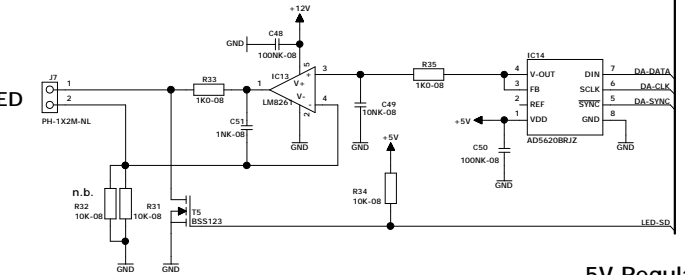 +12V
C48
GND
100NK-08
IC13
V+
V-
LM8261
5
2
3
4
1
R33
1K0-08
C51
1NK-08
GND
J7
1
2
PH-1X2M-NL
ED
n.b.
R32
10K-08
R31
10K-08
T5
BSS123
GND
GND
C49
10NK-08
GND
+5V
R34
10K-08
R35
1K0-08
IC14
4 V-OUT DIN 7 DA-DATA
3 FB SCLK 6 DA-CLK
2 REF SYNC 5 DA-SYNC
1 VDD GND 8
AD5620BRJZ
+5V
C50
100NK-08
GND
GND
LED-SD
5V Regula